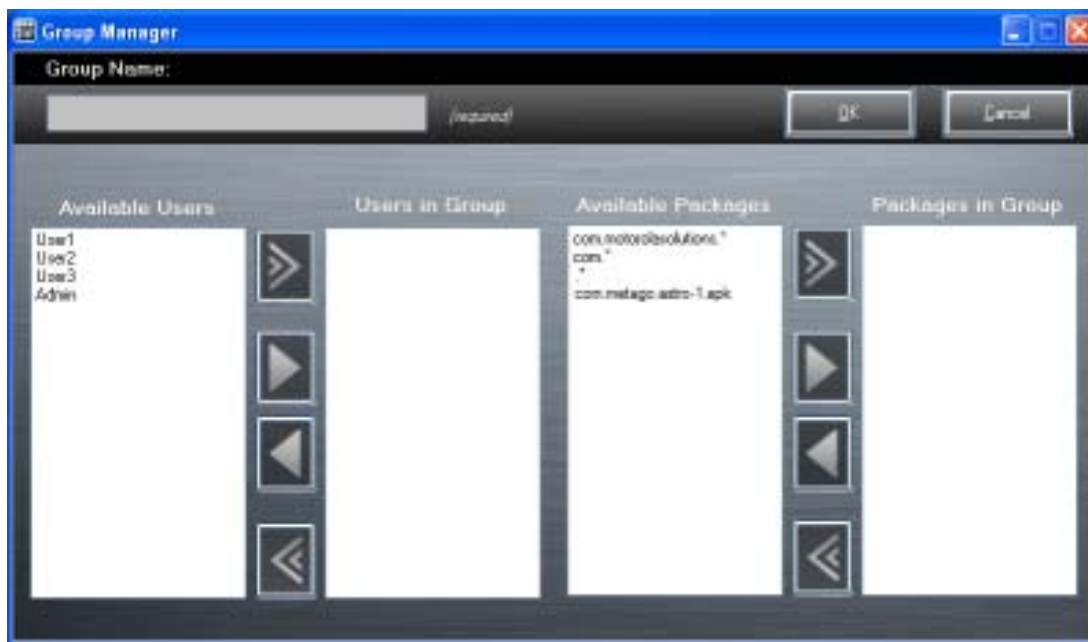 Group Manager
Group Name:
(required)
OK
Cancel
Available Users
Users in Group
Available Packages
Packages in Group
User1
User2
User3
Admin
com.motorolasolutions.*
com.*
.*
com.metago.astro-1.apk